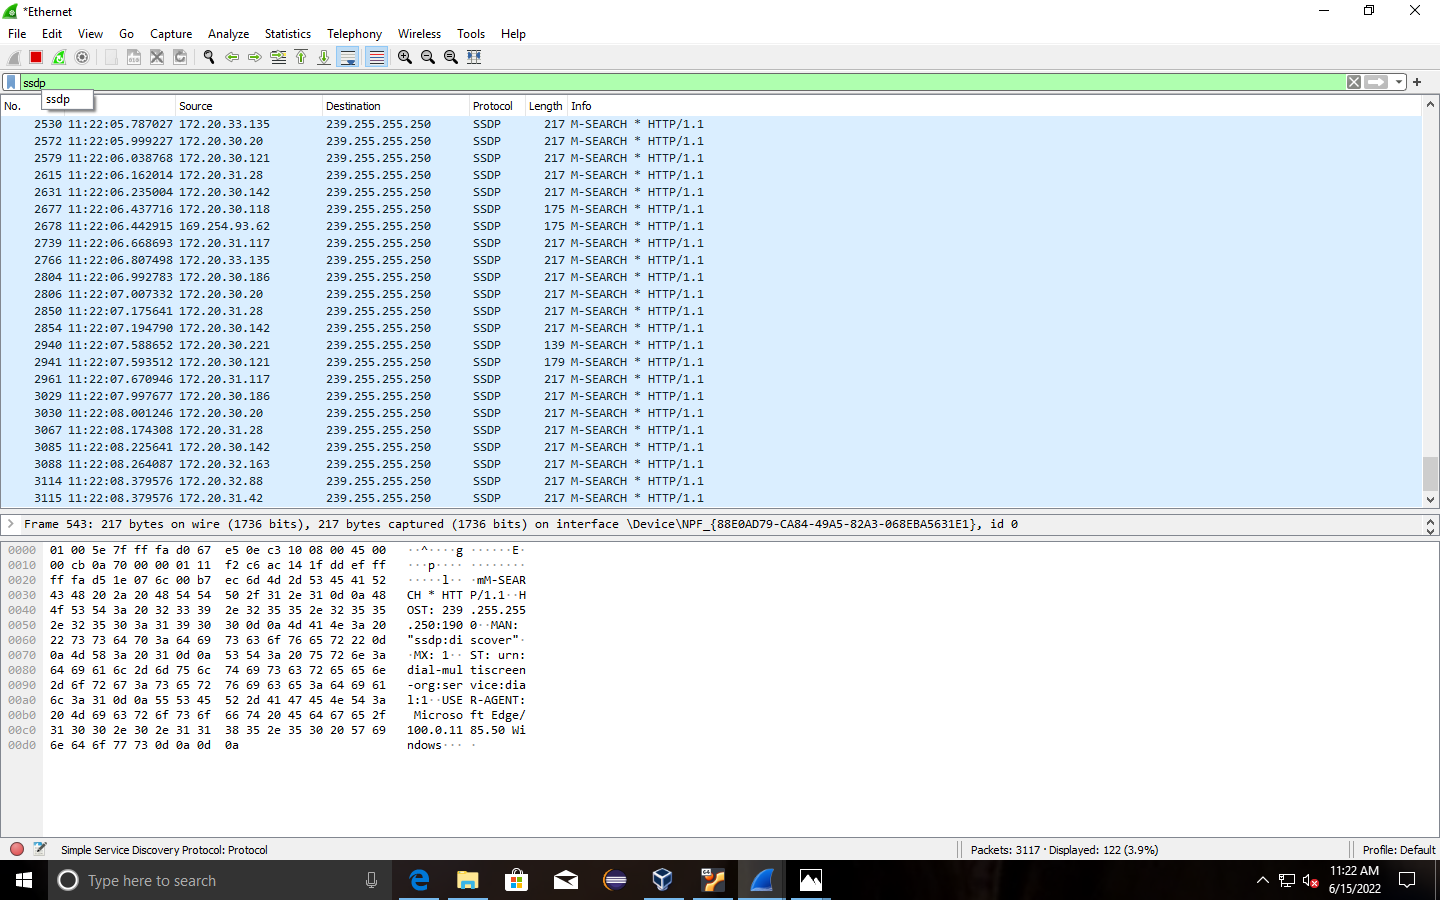 *Ethernet
File Edit View Go Capture Analyze Statistics Telephony Wireless Tools Help
ssdp
ssdp
No. Source Destination Protocol Length Info
2530 11:22:05.787027 172.20.33.135 239.255.255.250 SSDP 217 M-SEARCH * HTTP/1.1
2572 11:22:05.999227 172.20.30.20 239.255.255.250 SSDP 217 M-SEARCH * HTTP/1.1
2579 11:22:06.038768 172.20.30.121 239.255.255.250 SSDP 217 M-SEARCH * HTTP/1.1
2615 11:22:06.162014 172.20.31.28 239.255.255.250 SSDP 217 M-SEARCH * HTTP/1.1
2631 11:22:06.235004 172.20.30.142 239.255.255.250 SSDP 217 M-SEARCH * HTTP/1.1
2677 11:22:06.437716 172.20.30.118 239.255.255.250 SSDP 175 M-SEARCH * HTTP/1.1
2678 11:22:06.442915 169.254.93.62 239.255.255.250 SSDP 175 M-SEARCH * HTTP/1.1
2739 11:22:06.668693 172.20.31.117 239.255.255.250 SSDP 217 M-SEARCH * HTTP/1.1
2766 11:22:06.807498 172.20.33.135 239.255.255.250 SSDP 217 M-SEARCH * HTTP/1.1
2804 11:22:06.992783 172.20.30.186 239.255.255.250 SSDP 217 M-SEARCH * HTTP/1.1
2806 11:22:07.007332 172.20.30.20 239.255.255.250 SSDP 217 M-SEARCH * HTTP/1.1
2850 11:22:07.175641 172.20.31.28 239.255.255.250 SSDP 217 M-SEARCH * HTTP/1.1
2854 11:22:07.194790 172.20.30.142 239.255.255.250 SSDP 217 M-SEARCH * HTTP/1.1
2940 11:22:07.588652 172.20.30.221 239.255.255.250 SSDP 139 M-SEARCH * HTTP/1.1
2941 11:22:07.593512 172.20.30.121 239.255.255.250 SSDP 179 M-SEARCH * HTTP/1.1
2961 11:22:07.670946 172.20.31.117 239.255.255.250 SSDP 217 M-SEARCH * HTTP/1.1
3029 11:22:07.997677 172.20.30.186 239.255.255.250 SSDP 217 M-SEARCH * HTTP/1.1
3030 11:22:08.001246 172.20.30.20 239.255.255.250 SSDP 217 M-SEARCH * HTTP/1.1
3067 11:22:08.174308 172.20.31.28 239.255.255.250 SSDP 217 M-SEARCH * HTTP/1.1
3085 11:22:08.225641 172.20.30.142 239.255.255.250 SSDP 217 M-SEARCH * HTTP/1.1
3088 11:22:08.264087 172.20.32.163 239.255.255.250 SSDP 217 M-SEARCH * HTTP/1.1
3114 11:22:08.379576 172.20.32.88 239.255.255.250 SSDP 217 M-SEARCH * HTTP/1.1
3115 11:22:08.379576 172.20.31.42 239.255.255.250 SSDP 217 M-SEARCH * HTTP/1.1
Frame 543: 217 bytes on wire (1736 bits), 217 bytes captured (1736 bits) on interface \Device\NPF_{88E0AD79-CA84-49A5-82A3-068EBA5631E1}, id 0
0000 01 00 5e 7f ff fa d0 67 e5 0e c3 10 08 00 45 00 ··^····g ······E·
0010 00 cb 0a 70 00 00 01 11 f2 c6 ac 14 1f dd ef ff ···p···· ········
0020 ff fa d5 1e 07 6c 00 b7 ec 6d 4d 2d 53 45 41 52 ·····l·· ·mM-SEAR
0030 43 48 20 2a 20 48 54 54 50 2f 31 2e 31 0d 0a 48 CH * HTT P/1.1··H
0040 4f 53 54 3a 20 32 33 39 2e 32 35 35 2e 32 35 35 OST: 239 .255.255
0050 2e 32 35 30 3a 31 39 30 30 0d 0a 4d 41 4e 3a 20 .250:190 0··MAN:
0060 22 73 73 64 70 3a 64 69 73 63 6f 76 65 72 22 0d "ssdp:di scover"·
0070 0a 4d 58 3a 20 31 0d 0a 53 54 3a 20 75 72 6e 3a ·MX: 1·· ST: urn:
0080 64 69 61 6c 2d 6d 75 6c 74 69 73 63 72 65 65 6e dial-mul tiscreen
0090 2d 6f 72 67 3a 73 65 72 76 69 63 65 3a 64 69 61 -org:ser vice:dia
00a0 6c 3a 31 0d 0a 55 53 45 52 2d 41 47 45 4e 54 3a l:1··USE R-AGENT:
00b0 20 4d 69 63 72 6f 73 6f 66 74 20 45 64 67 65 2f Microso ft Edge/
00c0 31 30 30 2e 30 2e 31 31 38 35 2e 35 30 20 57 69 100.0.11 85.50 Wi
00d0 6e 64 6f 77 73 0d 0a 0d 0a ndows··· ·
Simple Service Discovery Protocol: Protocol Packets: 3117 · Displayed: 122 (3.9%) Profile: Default
Type here to search 64 11:22 AM
6/15/2022